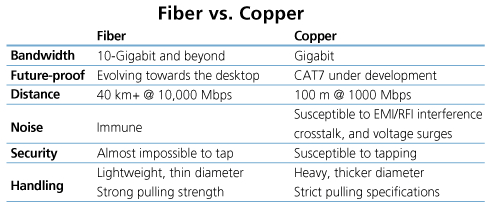 Fiber vs. Copper
Fiber Copper
Bandwidth 10-Gigabit and beyond Gigabit
Future-proof Evolving towards the desktop CAT7 under development
Distance 40 km+ @ 10,000 Mbps 100 m @ 1000 Mbps
Noise Immune Susceptible to EMI/RFI interference
crosstalk, and voltage surges
Security Almost impossible to tap Susceptible to tapping
Handling Lightweight, thin diameter Heavy, thicker diameter
Strong pulling strength Strict pulling specifications